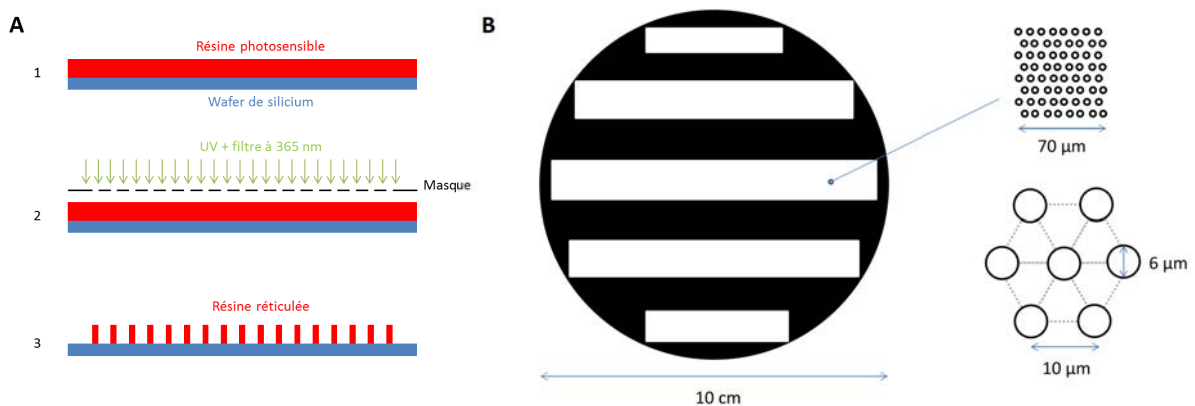 A
Résine photosensible
1
Wafer de silicium
UV + filtre à 365 nm
Masque
2
Résine réticulée
3
B
10 cm
70 µm
6 µm
10 µm